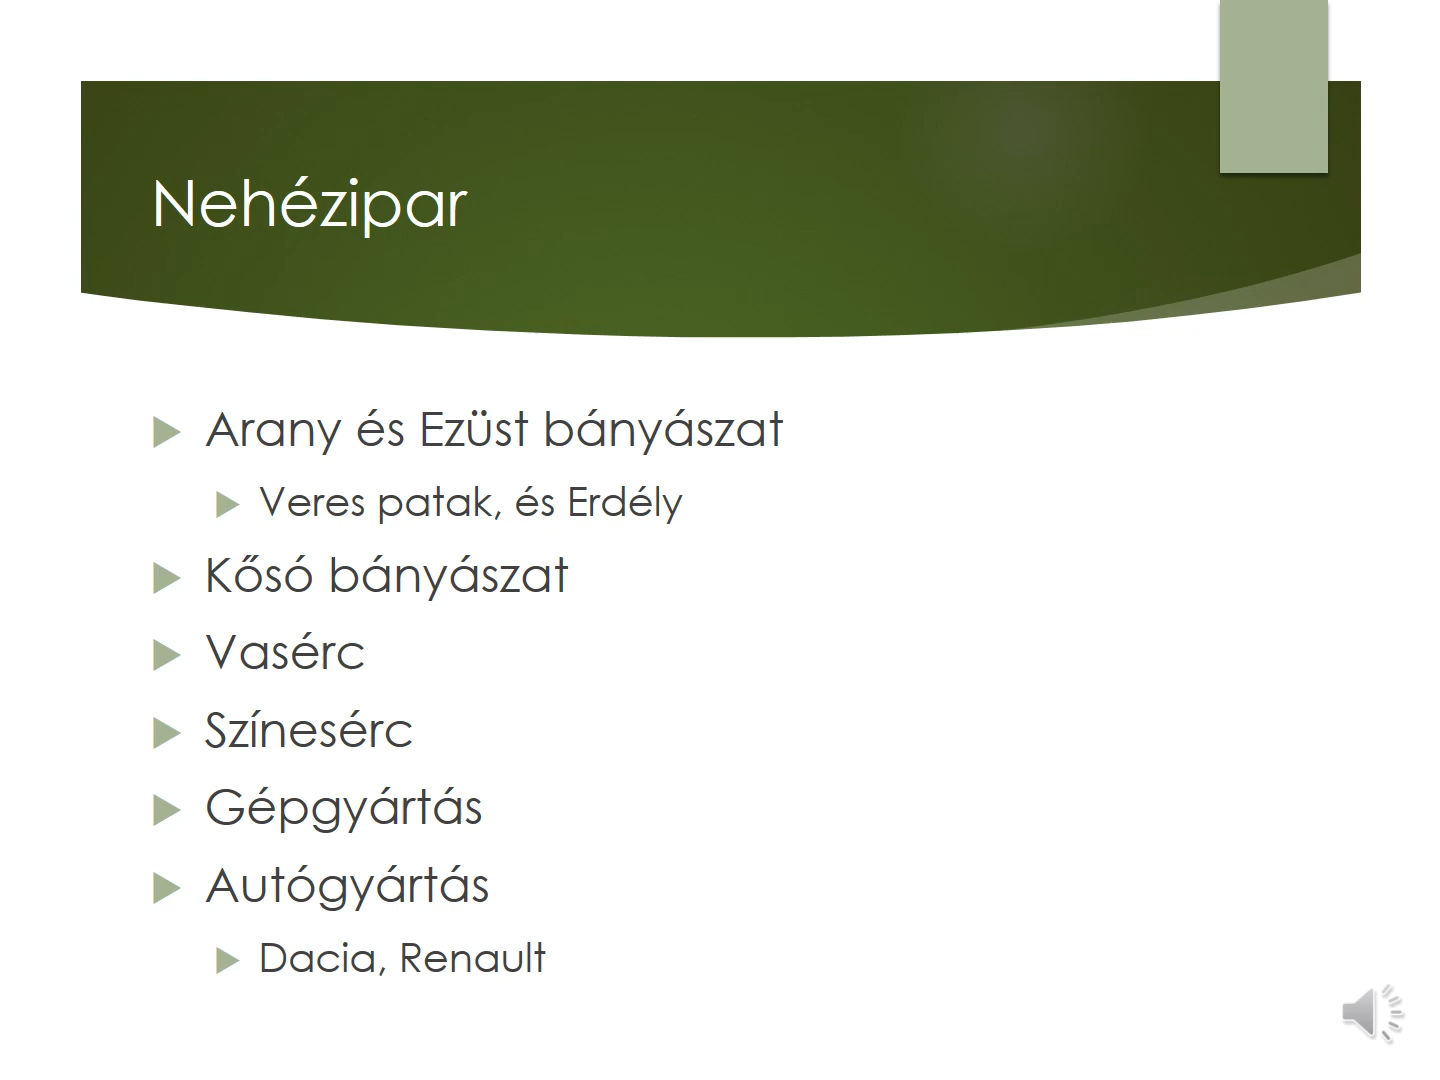 Nehézipar
Arany és Ezüst bányászat
Veres patak, és Erdély
Kősó bányászat
Vasérc
Színesérc
Gépgyártás
Autógyártás
Dacia, Renault